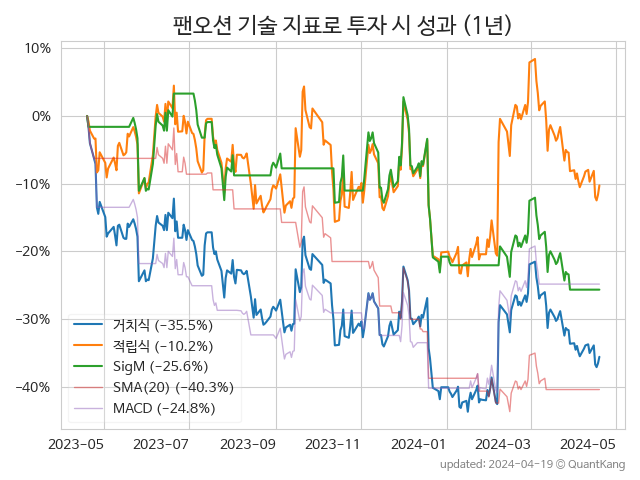 팬오션 기술 지표로 투자 시 성과 (1년)
10%
0%
−10%
−20%
−30%
−40%
거치식 (−35.5%)
적립식 (−10.2%)
SigM (−25.6%)
SMA(20) (−40.3%)
MACD (−24.8%)
2023−05 2023−07 2023−09 2023−11 2024−01 2024−03 2024−05
updated: 2024−04−19 © QuantKang